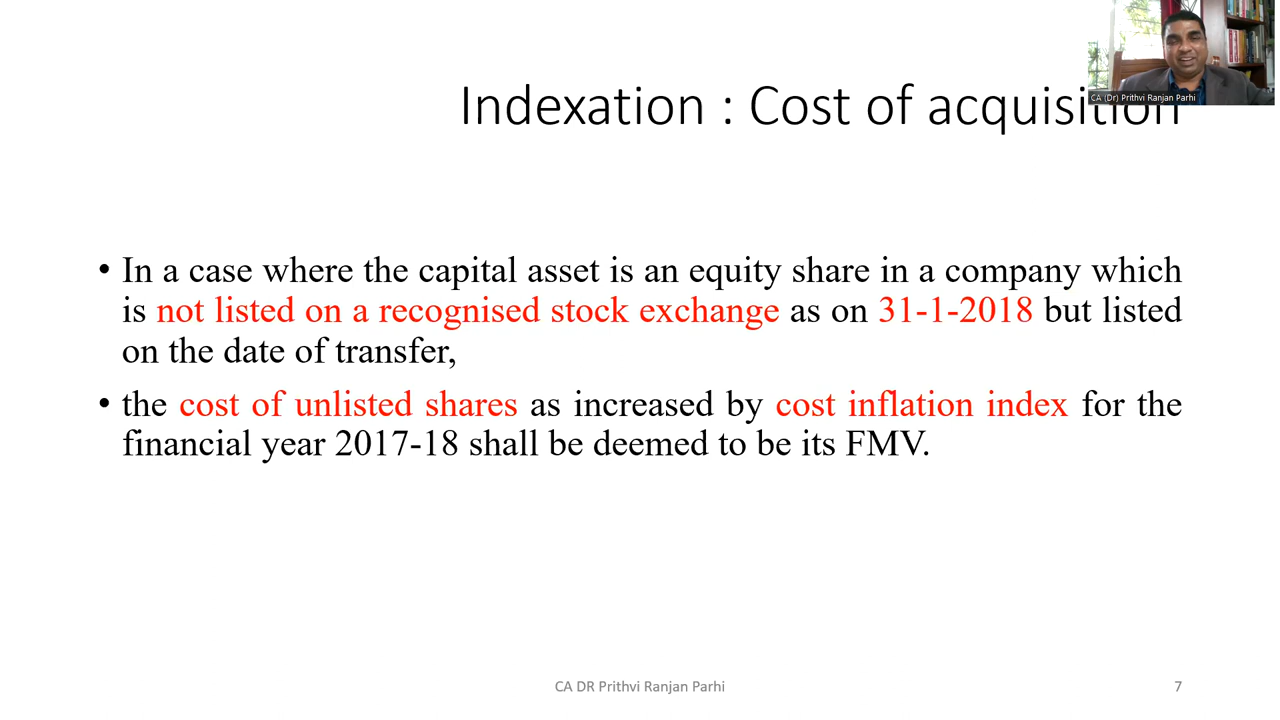 CA (Dr) Prithvi Ranjan Parhi
Indexation : Cost of acquisition
• In a case where the capital asset is an equity share in a company which
is not listed on a recognised stock exchange as on 31-1-2018 but listed
on the date of transfer,
• the cost of unlisted shares as increased by cost inflation index for the
financial year 2017-18 shall be deemed to be its FMV.
CA DR Prithvi Ranjan Parhi
7